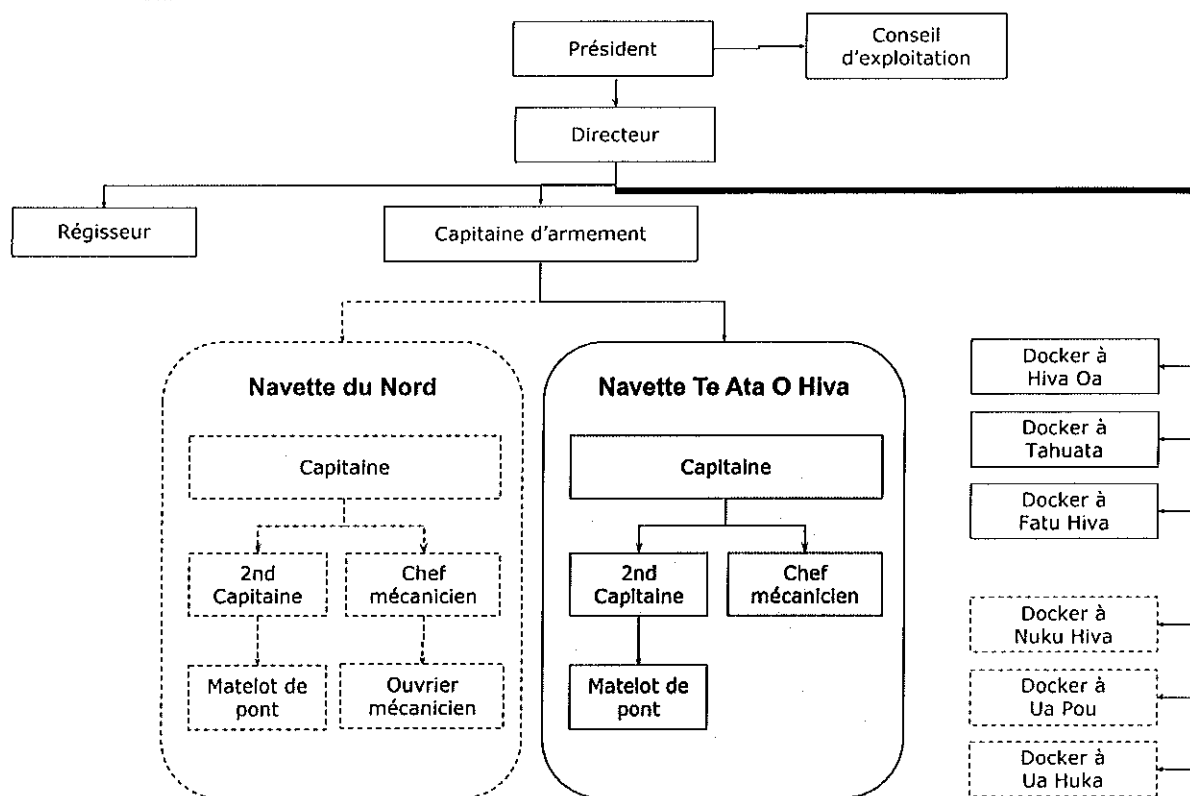 Président
Conseil
d'exploitation
Directeur
Régisseur
Capitaine d'armement
Navette du Nord
Capitaine
2nd
Capitaine
Chef
mécanicien
Matelot de
pont
Ouvrier
mécanicien
Navette Te Ata O Hiva
Capitaine
2nd
Capitaine
Chef
mécanicien
Matelot de
pont
Docker à
Hiva Oa
Docker à
Tahuata
Docker à
Fatu Hiva
Docker à
Nuku Hiva
Docker à
Ua Pou
Docker à
Ua Huka